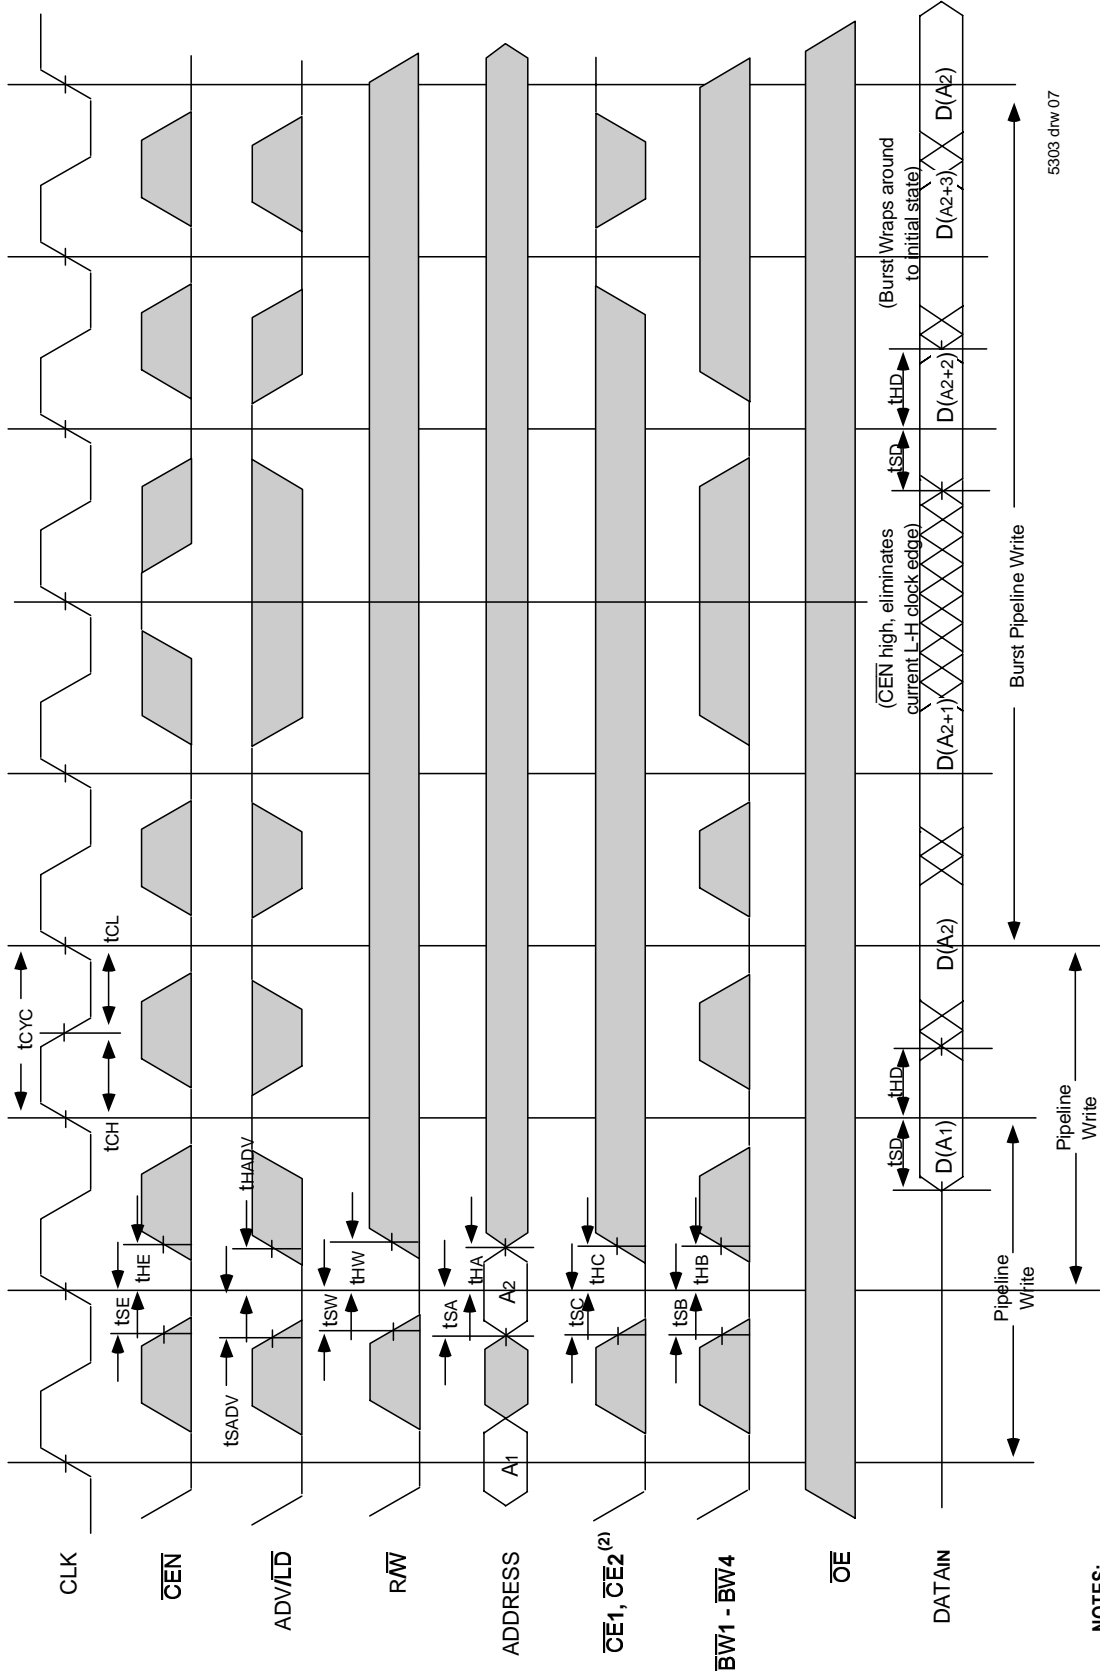 tCYC
tCH
tCL
CLK
tSE
tHE
CEN
tSADV
tHADV
ADV/LD
tSW
tHW
R/W
tSA
tHA
A1
A2
ADDRESS
tSC
tHC
CE1, CE2(2)
tSB
tHB
BW1 - BW4
OE
tSD
tHD
(CEN high, eliminates
current L-H clock edge)
tSD
tHD
(Burst Wraps around
to initial state)
DATAIN
D(A1)
D(A2)
D(A2+1)
D(A2+2)
D(A2+3)
D(A2)
Pipeline
Write
Burst Pipeline Write
Pipeline
Write
5303 drw 07
NOTES: